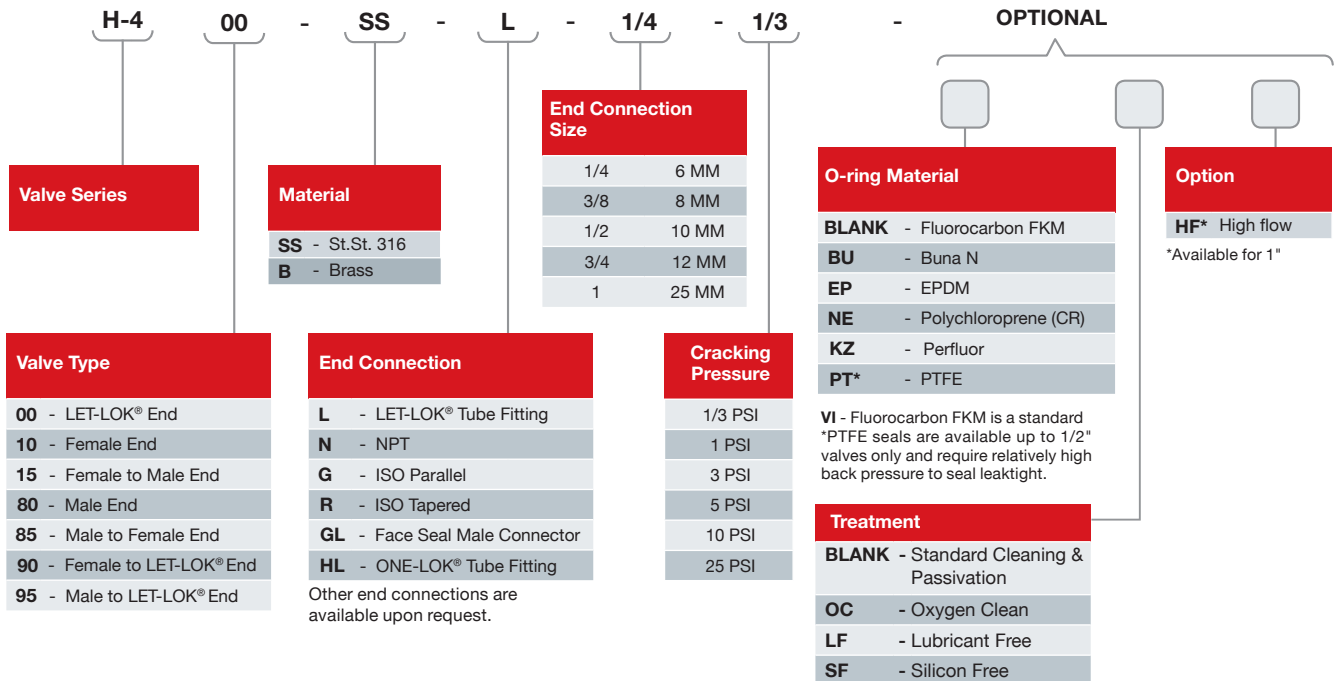 H-4 00 - SS - L - 1/4 - 1/3 - OPTIONAL
Valve Series
Material
SS - St.St. 316
B - Brass
End Connection
Size
1/4 6 MM
3/8 8 MM
1/2 10 MM
3/4 12 MM
1 25 MM
O-ring Material
BLANK - Fluorocarbon FKM
BU - Buna N
EP - EPDM
NE - Polychloroprene (CR)
KZ - Perfluor
PT* - PTFE
VI - Fluorocarbon FKM is a standard
*PTFE seals are available up to 1/2"
valves only and require relatively high
back pressure to seal leaktight.
Option
HF* High flow
*Available for 1"
Valve Type
00 - LET-LOK® End
10 - Female End
15 - Female to Male End
80 - Male End
85 - Male to Female End
90 - Female to LET-LOK® End
95 - Male to LET-LOK® End
End Connection
L - LET-LOK® Tube Fitting
N - NPT
G - ISO Parallel
R - ISO Tapered
GL - Face Seal Male Connector
HL - ONE-LOK® Tube Fitting
Other end connections are
available upon request.
Cracking
Pressure
1/3 PSI
1 PSI
3 PSI
5 PSI
10 PSI
25 PSI
Treatment
BLANK - Standard Cleaning &
Passivation
OC - Oxygen Clean
LF - Lubricant Free
SF - Silicon Free